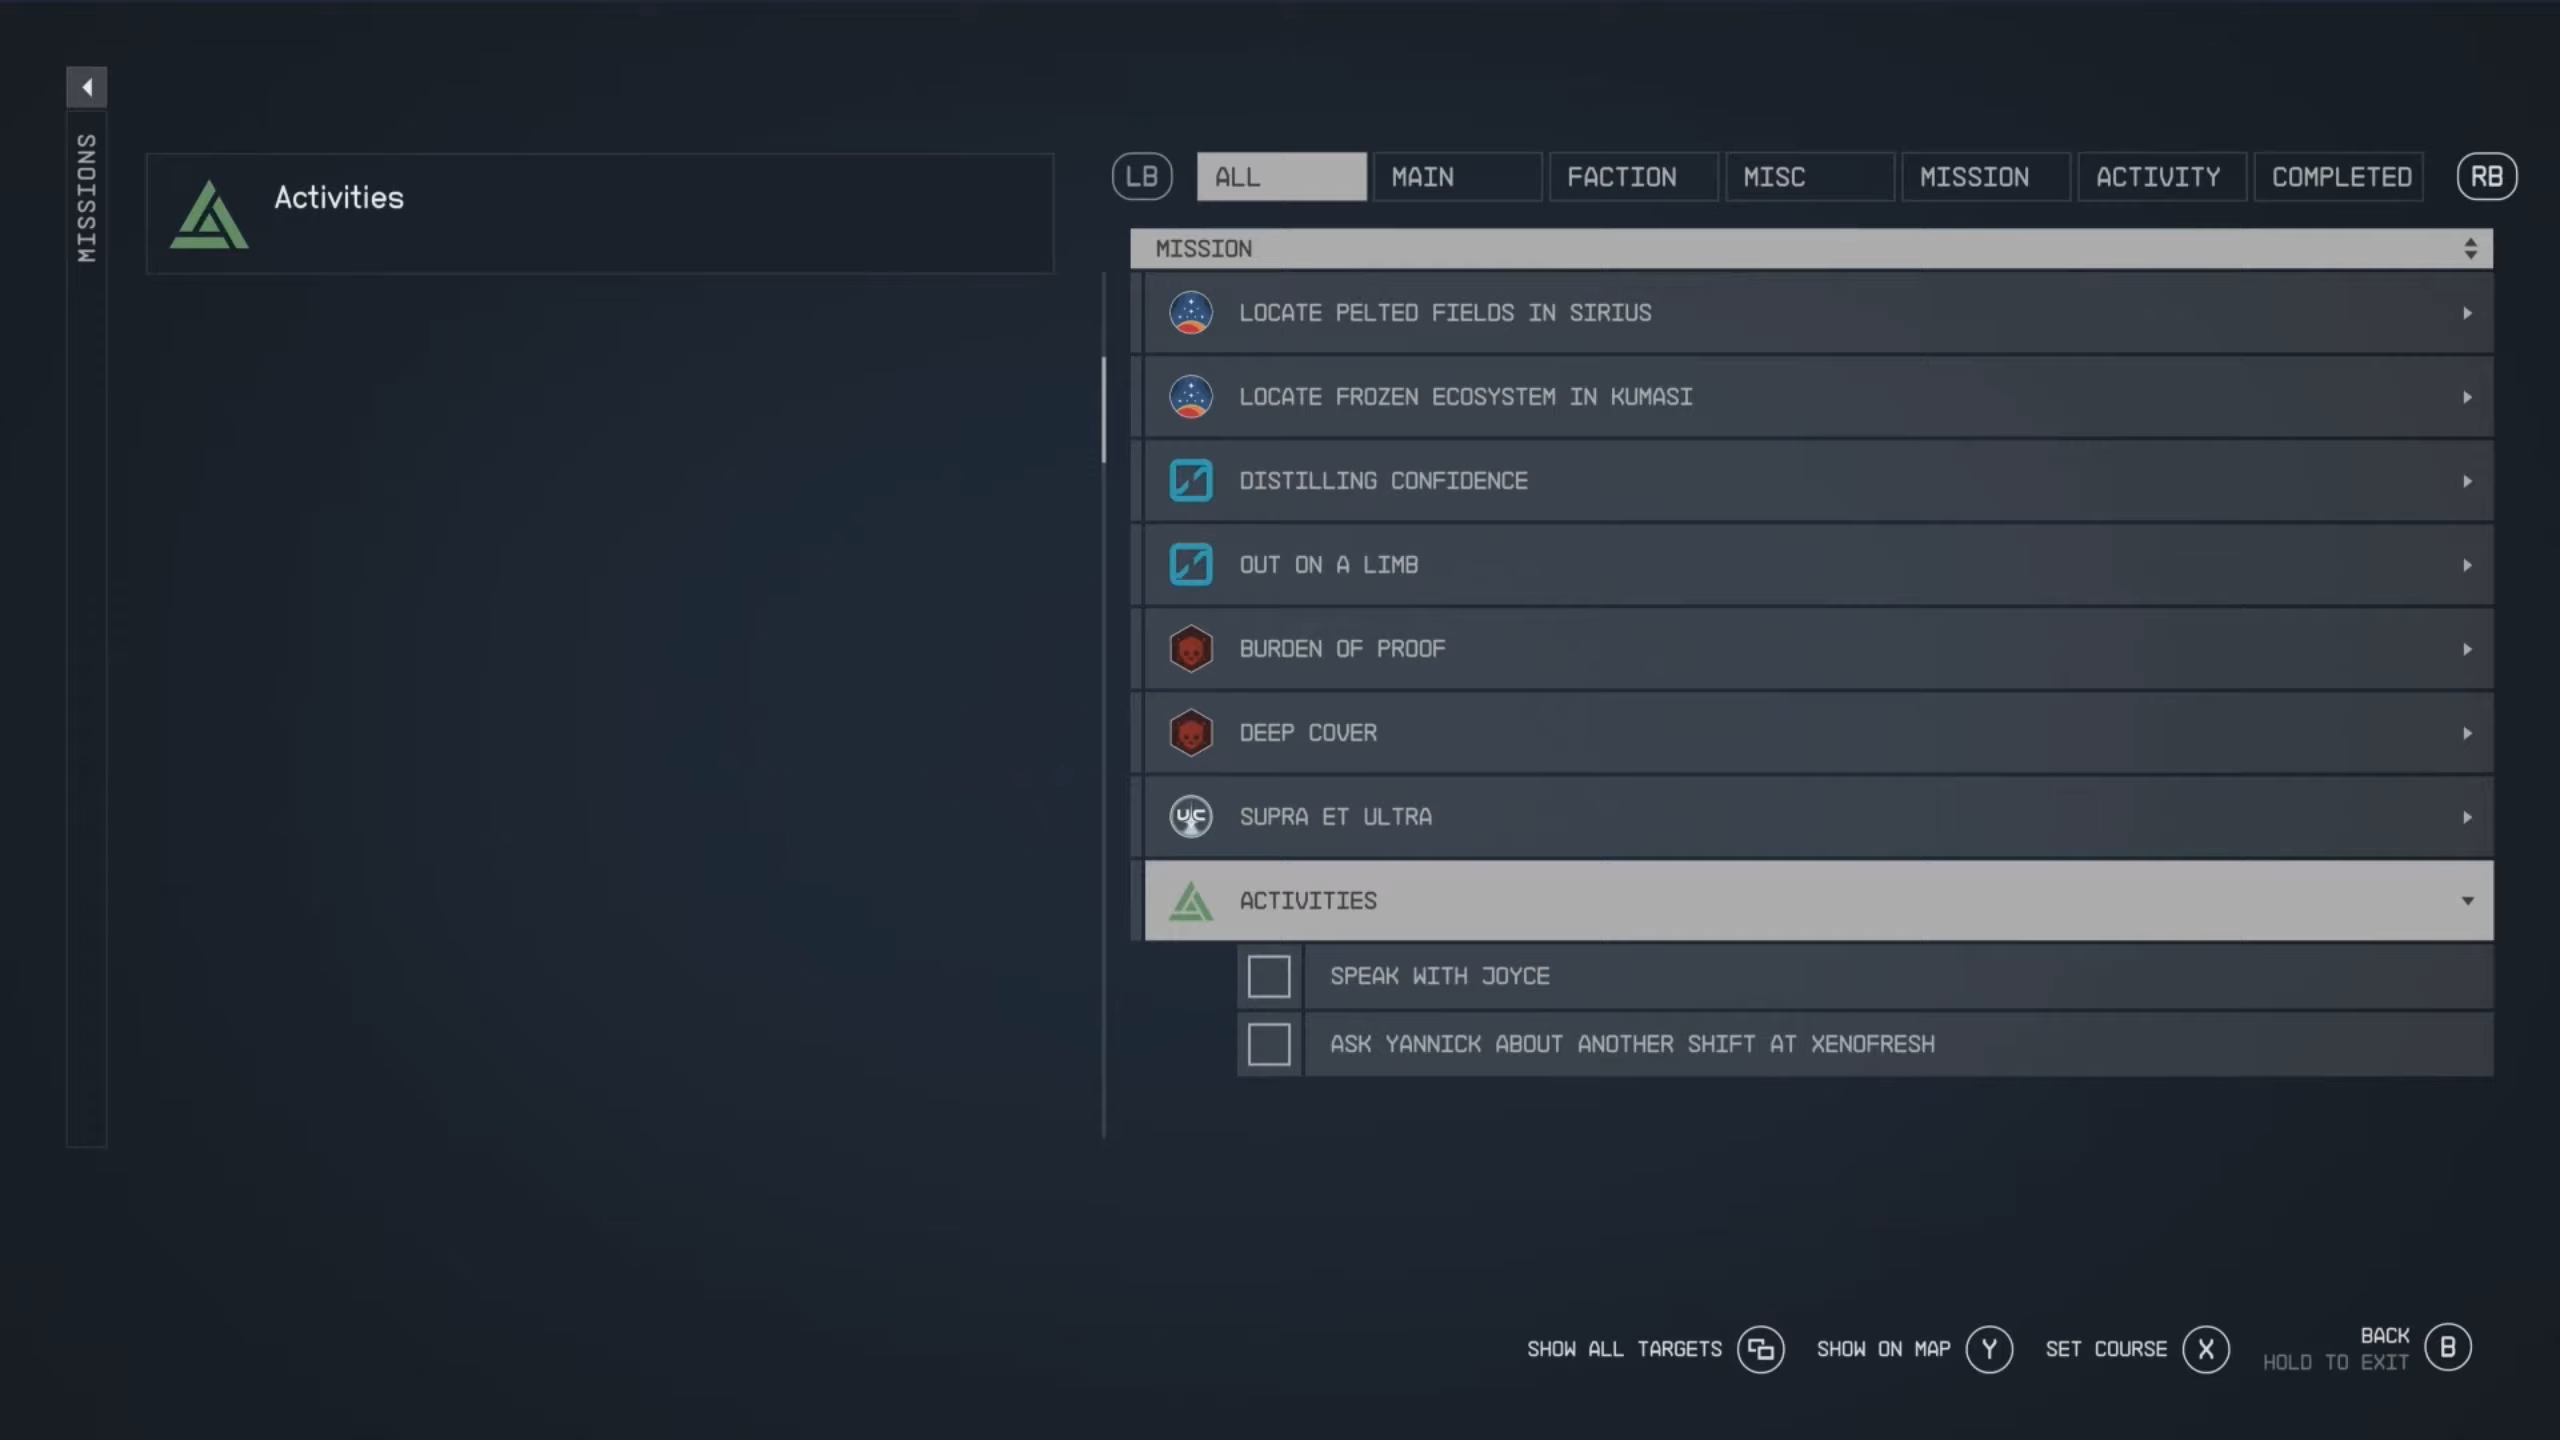 MISSIONS
Activities
LB
ALL
MAIN
FACTION
MISC
MISSION
ACTIVITY
COMPLETED
RB
MISSION
LOCATE PELTED FIELDS IN SIRIUS
LOCATE FROZEN ECOSYSTEM IN KUMASI
DISTILLING CONFIDENCE
OUT ON A LIMB
BURDEN OF PROOF
DEEP COVER
UC
SUPRA ET ULTRA
ACTIVITIES
SPEAK WITH JOYCE
ASK YANNICK ABOUT ANOTHER SHIFT AT XENOFRESH
SHOW ALL TARGETS
SHOW ON MAP Y
SET COURSE X
BACK B
HOLD TO EXIT